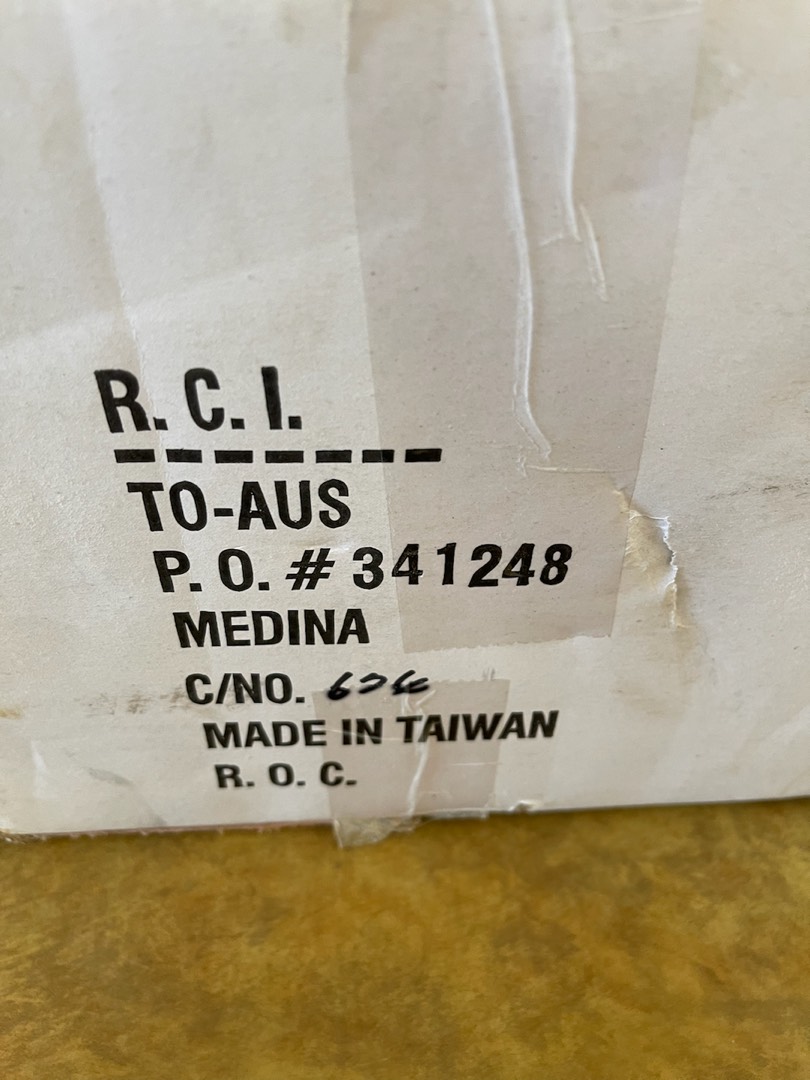 R. C. I.
-------
TO-AUS
P. O. # 341248
MEDINA
C/NO.
MADE IN TAIWAN
R. O. C.